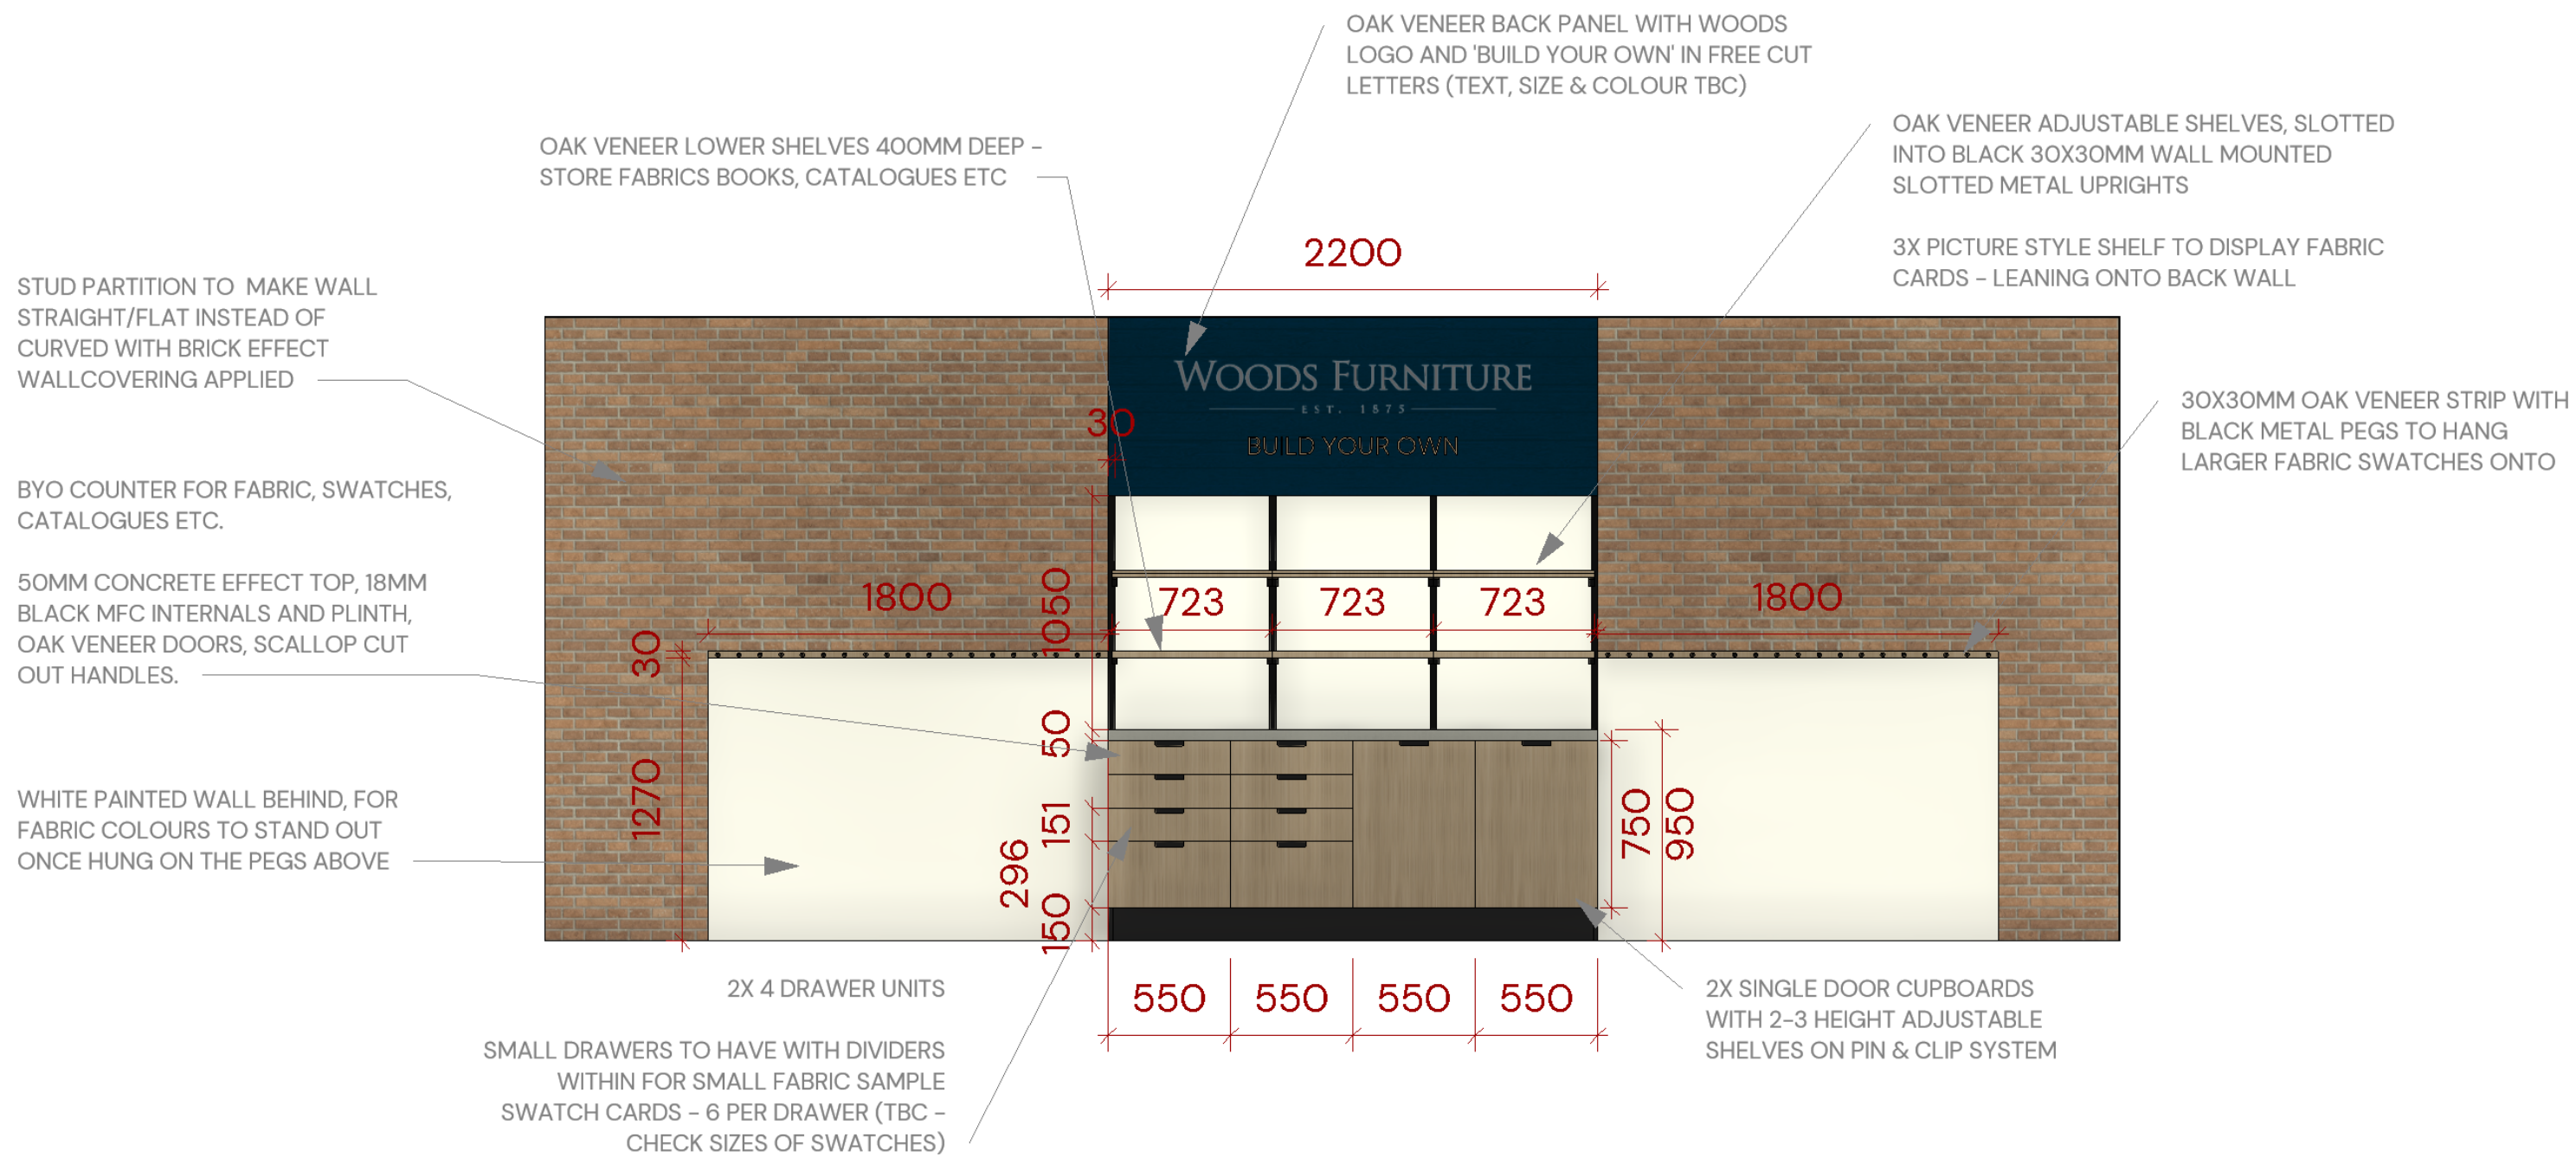 OAK VENEER BACK PANEL WITH WOODS
LOGO AND 'BUILD YOUR OWN' IN FREE CUT
LETTERS (TEXT, SIZE & COLOUR TBC)
OAK VENEER LOWER SHELVES 400MM DEEP -
STORE FABRICS BOOKS, CATALOGUES ETC
OAK VENEER ADJUSTABLE SHELVES, SLOTTED
INTO BLACK 30X30MM WALL MOUNTED
SLOTTED METAL UPRIGHTS
3X PICTURE STYLE SHELF TO DISPLAY FABRIC
CARDS - LEANING ONTO BACK WALL
STUD PARTITION TO MAKE WALL
STRAIGHT/FLAT INSTEAD OF
CURVED WITH BRICK EFFECT
WALLCOVERING APPLIED
30X30MM OAK VENEER STRIP WITH
BLACK METAL PEGS TO HANG
LARGER FABRIC SWATCHES ONTO
BYO COUNTER FOR FABRIC, SWATCHES,
CATALOGUES ETC.
50MM CONCRETE EFFECT TOP, 18MM
BLACK MFC INTERNALS AND PLINTH,
OAK VENEER DOORS, SCALLOP CUT
OUT HANDLES.
WHITE PAINTED WALL BEHIND, FOR
FABRIC COLOURS TO STAND OUT
ONCE HUNG ON THE PEGS ABOVE
2200
WOODS FURNITURE
EST. 1875
BUILD YOUR OWN
30
1800
1050
723
723
723
1800
30
1270
50
151
296
150
750
950
550
550
550
550
2X 4 DRAWER UNITS
SMALL DRAWERS TO HAVE WITH DIVIDERS
WITHIN FOR SMALL FABRIC SAMPLE
SWATCH CARDS - 6 PER DRAWER (TBC -
CHECK SIZES OF SWATCHES)
2X SINGLE DOOR CUPBOARDS
WITH 2-3 HEIGHT ADJUSTABLE
SHELVES ON PIN & CLIP SYSTEM